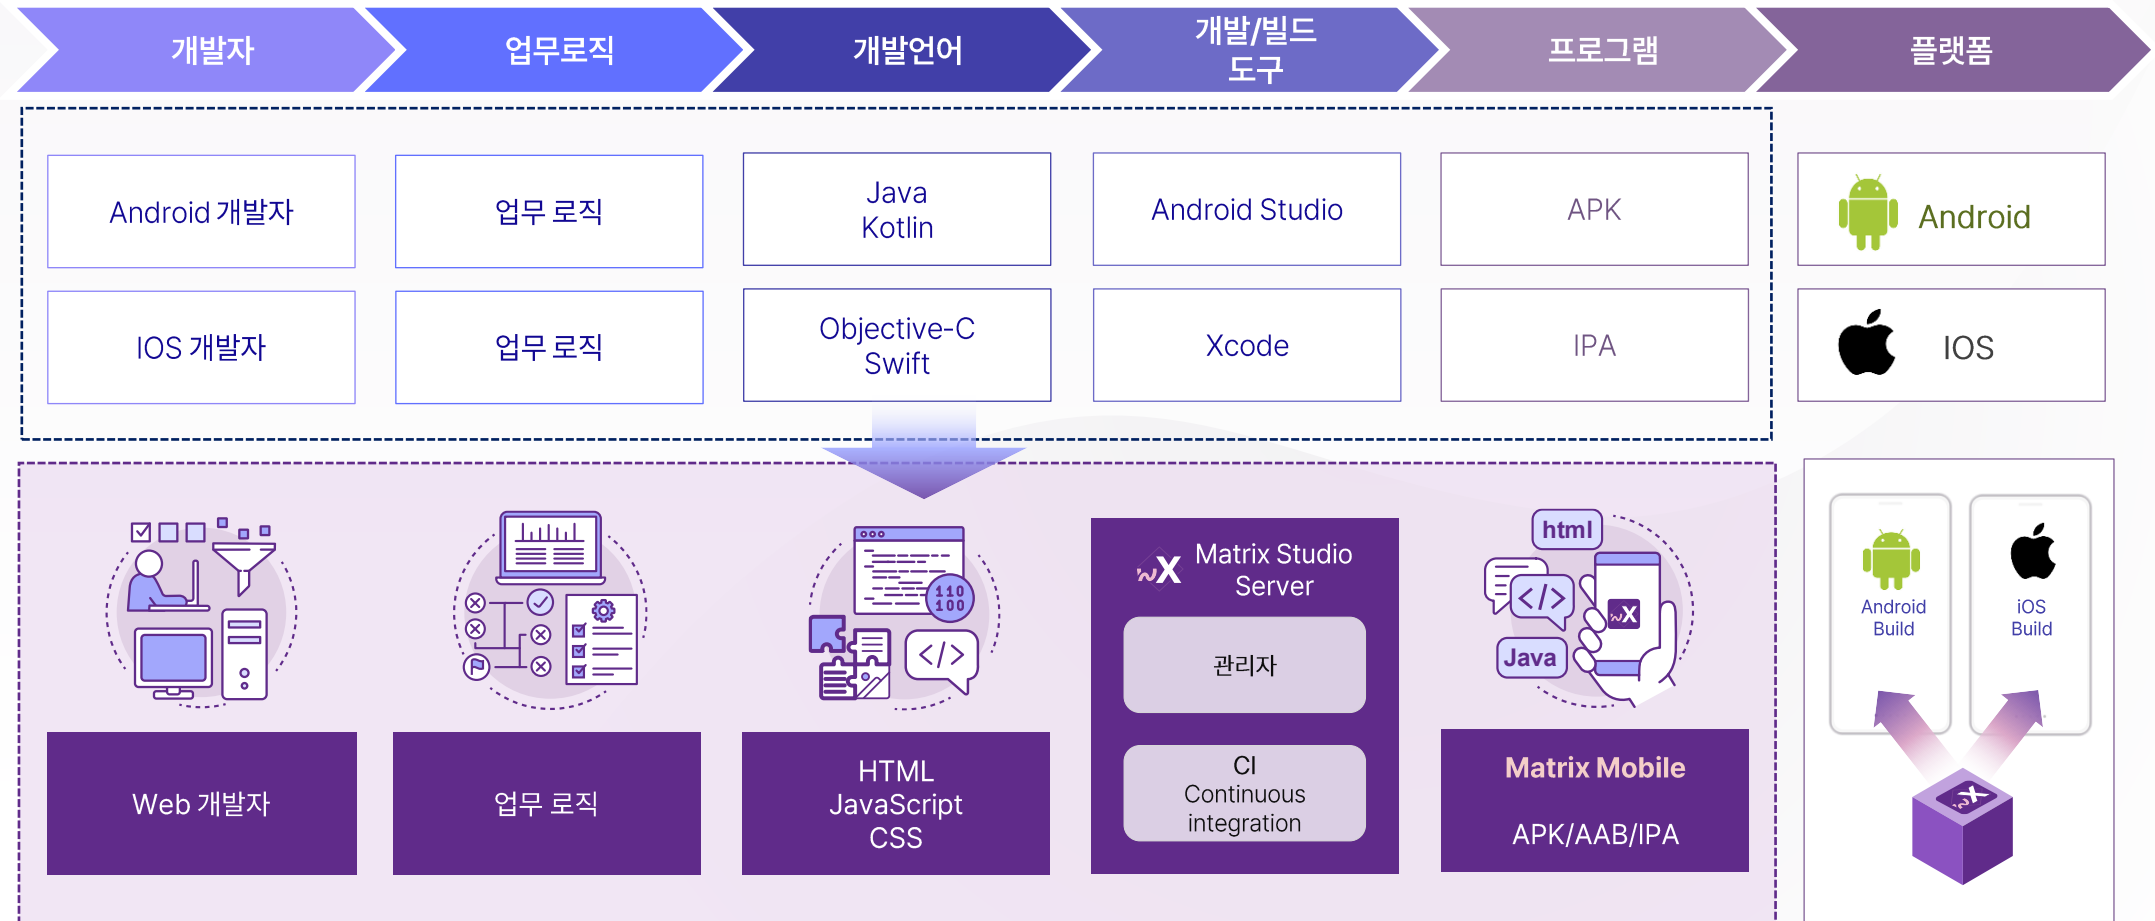 개발자
업무로직
개발언어
개발/빌드
도구
프로그램
플랫폼
Android 개발자
업무 로직
Java
Kotlin
Android Studio
APK
Android
IOS 개발자
업무 로직
Objective-C
Swift
Xcode
IPA
IOS
110
100
</>
X
Matrix Studio
Server
관리자
CI
Continuous
integration
html
</>
Java
X
Android
Build
iOS
Build
Web 개발자
업무 로직
HTML
JavaScript
CSS
Matrix Mobile
APK/AAB/IPA
X